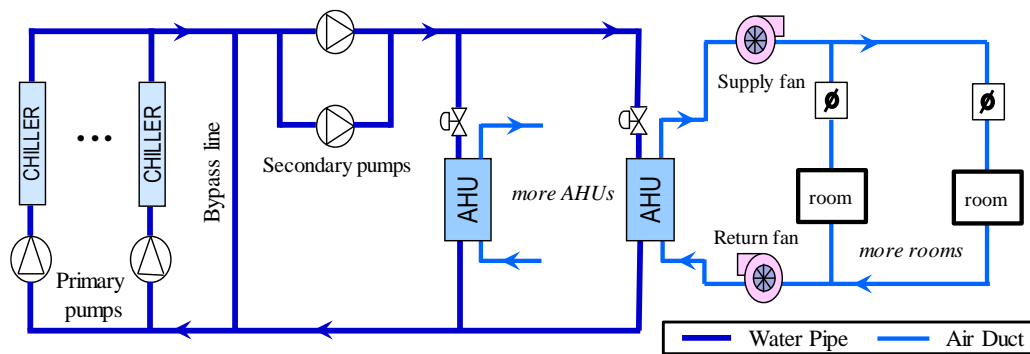 Supply fan
CHILLER
•••
CHILLER
Bypass line
Secondary pumps
AHU
more AHUs
AHU
room
room
Return fan
more rooms
Primary
pumps
Water Pipe
Air Duct